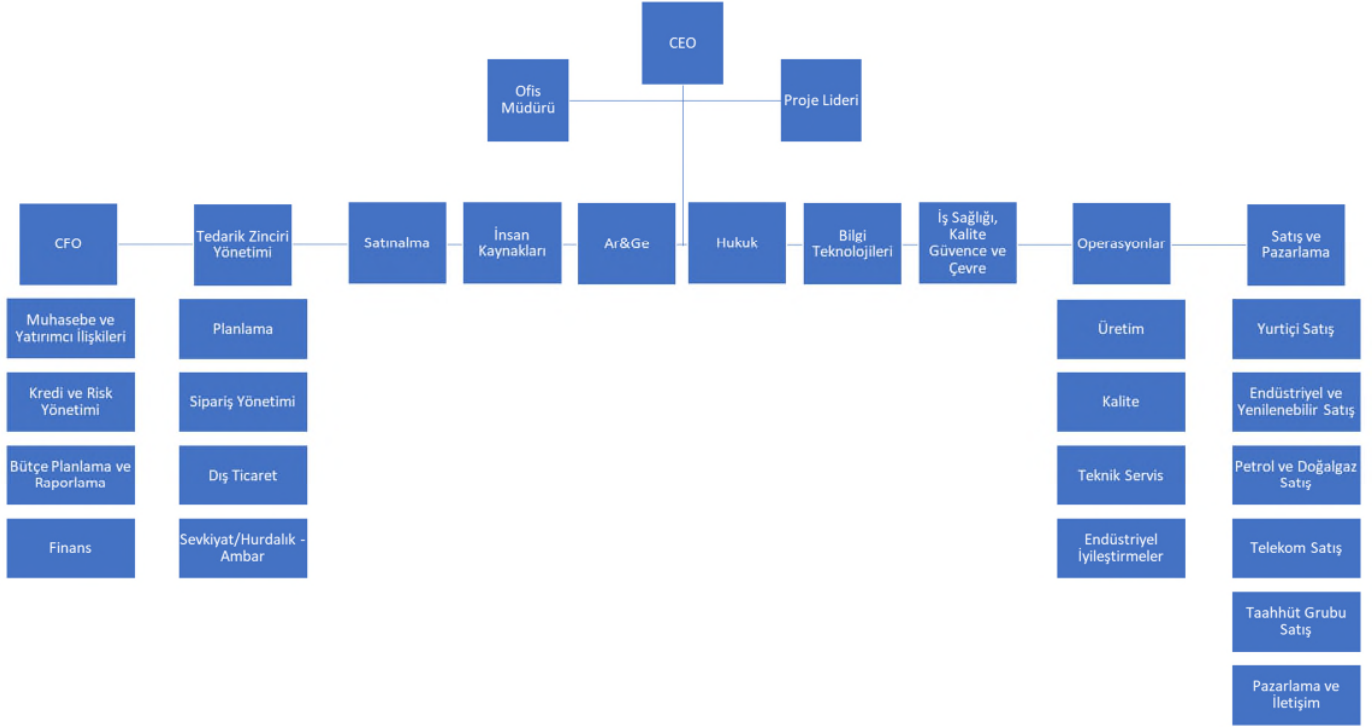 CEO
Ofis
Müdürü
Proje Lideri
CFO
Tedarik Zinciri
Yönetimi
Satınalma
İnsan
Kaynakları
Ar&Ge
Hukuk
Bilgi
Teknolojileri
İş Sağlığı,
Kalite
Güvence ve
Çevre
Operasyonlar
Satış ve
Pazarlama
Muhasebe ve
Yatırımcı İlişkileri
Kredi ve Risk
Yönetimi
Bütçe Planlama ve
Raporlama
Finans
Planlama
Sipariş Yönetimi
Dış Ticaret
Sevkiyat/Hurdalık -
Ambar
Üretim
Kalite
Teknik Servis
Endüstriyel
İyileştirmeler
Yurtiçi Satış
Endüstriyel ve
Yenilenebilir Satış
Petrol ve Doğalgaz
Satış
Telekom Satış
Taahhüt Grubu
Satış
Pazarlama ve
İletişim